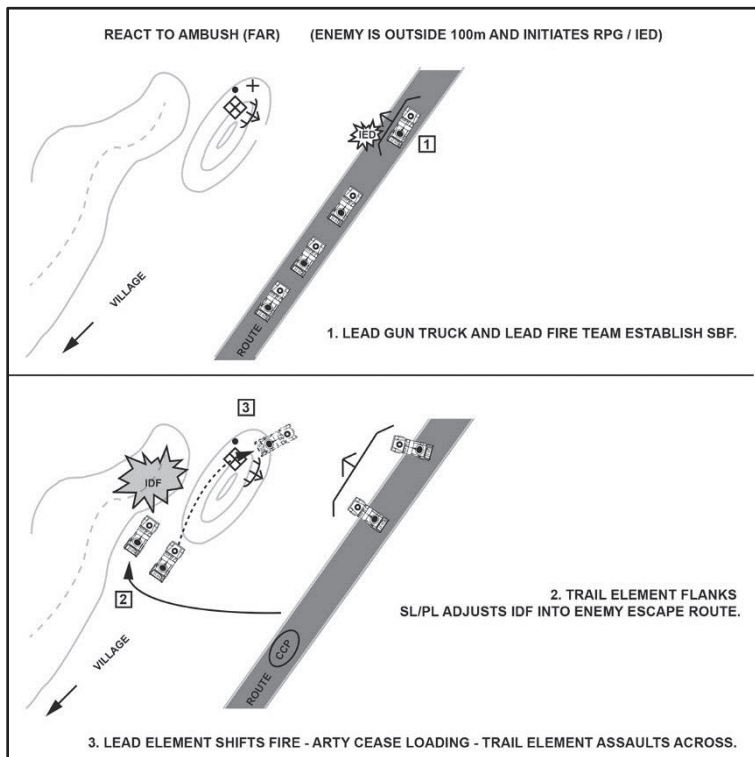 REACT TO AMBUSH (FAR) (ENEMY IS OUTSIDE 100m AND INITIATES RPG / IED)
IED
1
VILLAGE
ROUTE
1. LEAD GUN TRUCK AND LEAD FIRE TEAM ESTABLISH SBF.
3
IDF
2
2. TRAIL ELEMENT FLANKS
SL/PL ADJUSTS IDF INTO ENEMY ESCAPE ROUTE.
CCP
VILLAGE
ROUTE
3. LEAD ELEMENT SHIFTS FIRE - ARTY CEASE LOADING - TRAIL ELEMENT ASSAULTS ACROSS.